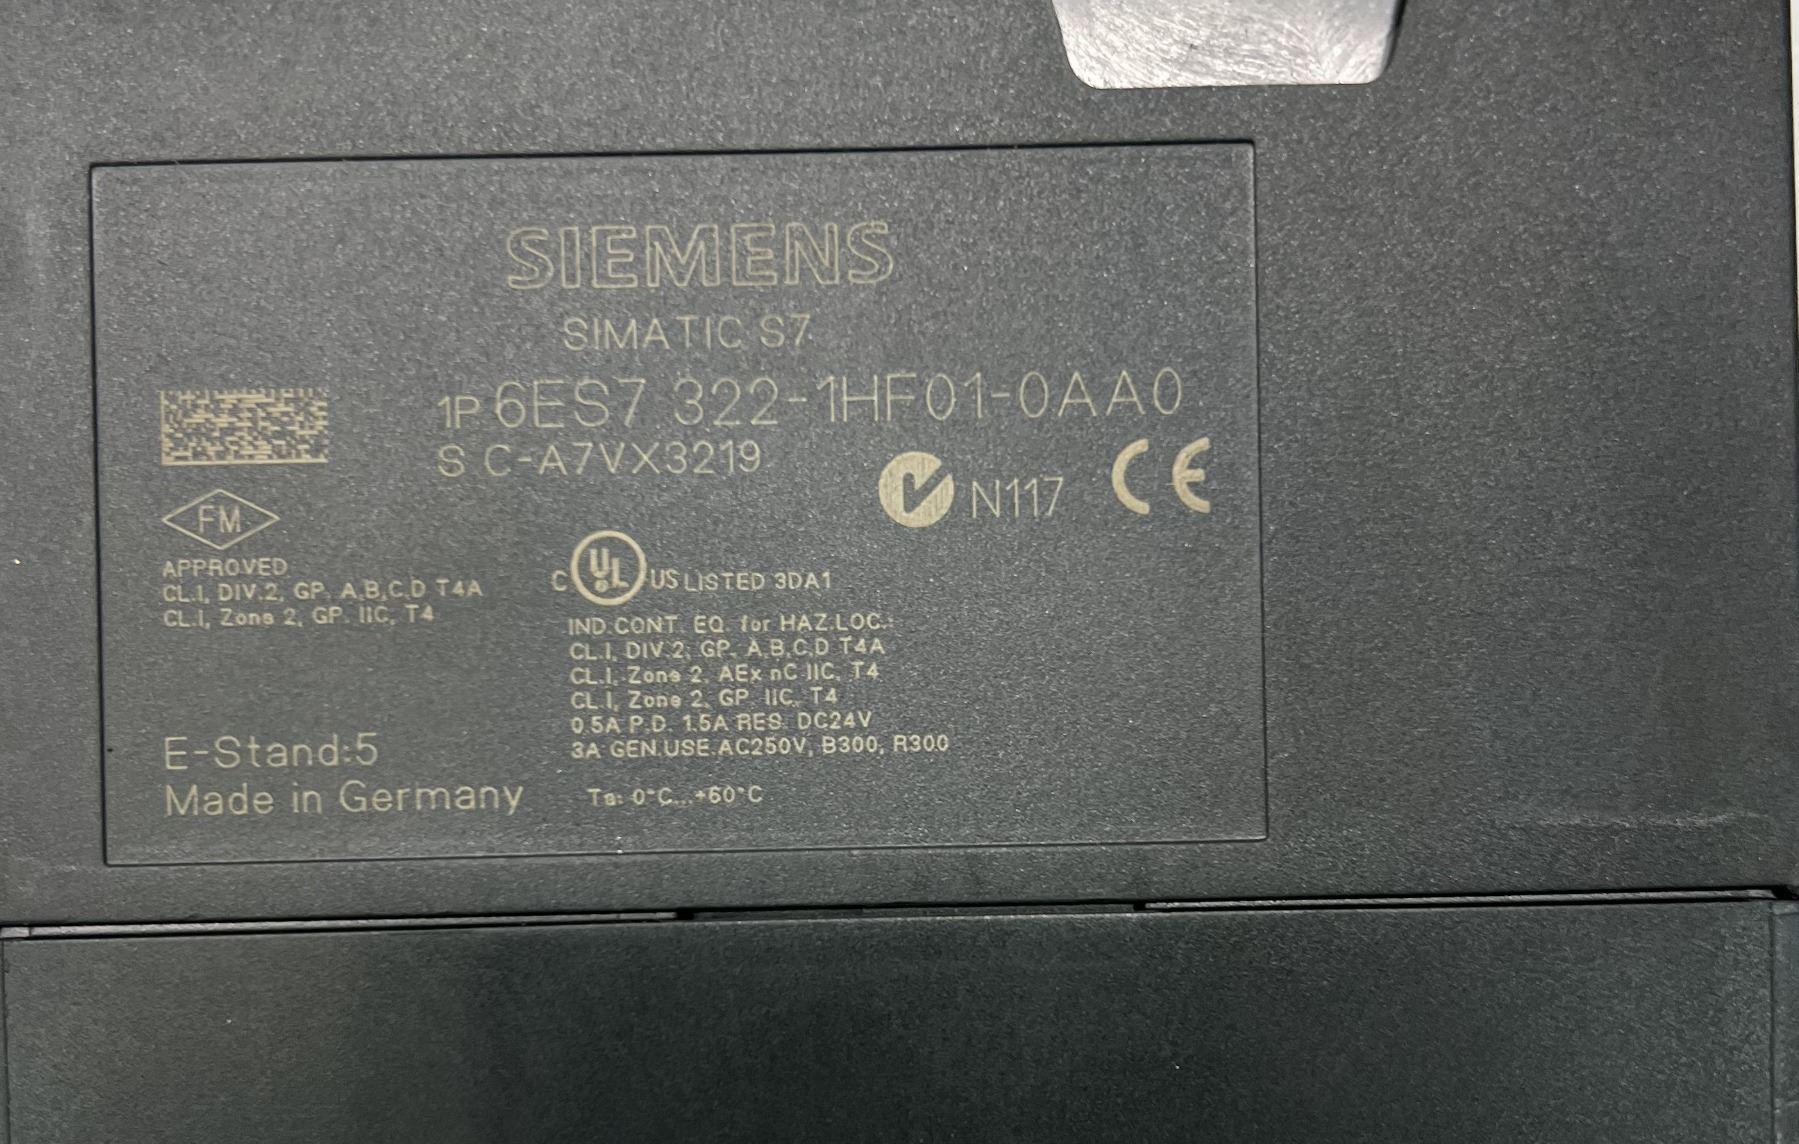 SIEMENS
SIMATIC S7
1P 6ES7 322-1HF01-0AA0
S C-A7VX3219
N117 CE
FM
APPROVED
CL.I, DIV.2, GP. A,B,C,D T4A
CL.I, Zone 2, GP. IIC, T4
C UL US LISTED 3DA1
IND.CONT. EQ. for HAZ.LOC.:
CL.I, DIV.2, GP. A,B,C,D T4A
CL.I, Zone 2, AEx nC IIC, T4
CL.I, Zone 2, GP. IIC, T4
0.5A P.D. 1.5A RES. DC24V
3A GEN.USE.AC250V, B300, R300
Ta: 0°C...+60°C
E-Stand:5
Made in Germany